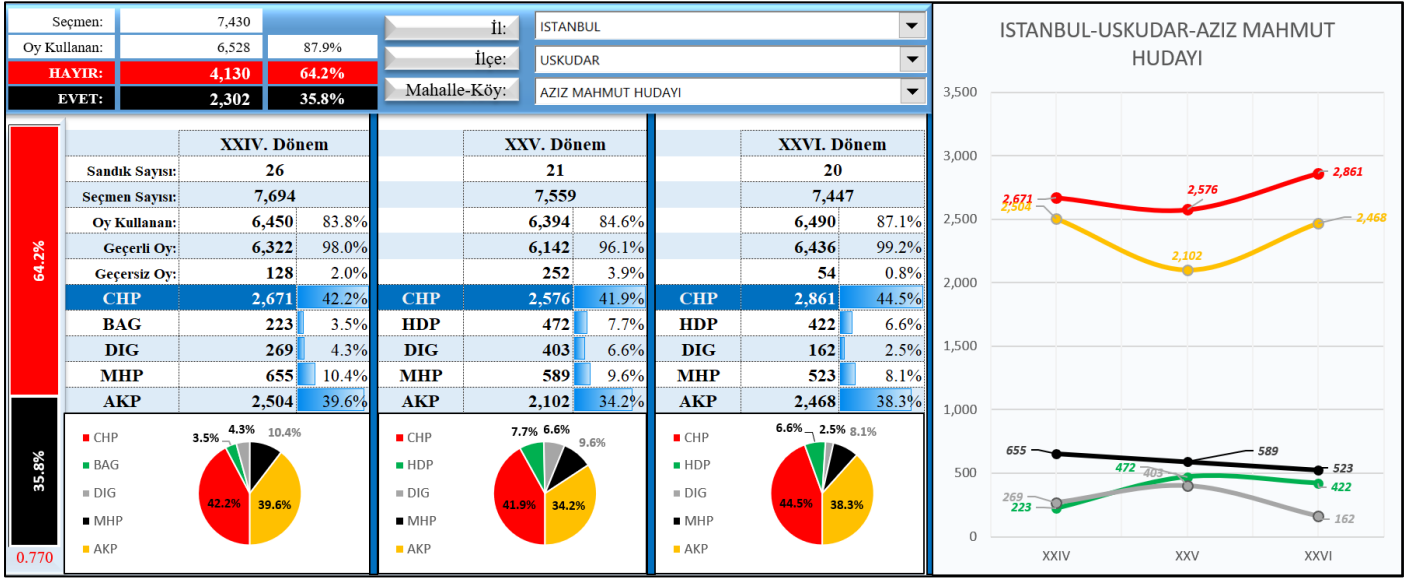 Seçmen: 7,430
Oy Kullanan: 6,528 87.9%
HAYIR: 4,130 64.2%
EVET: 2,302 35.8%
İl: ISTANBUL
İlçe: USKUDAR
Mahalle-Köy: AZIZ MAHMUT HUDAYI
64.2%
35.8%
0.770
XXIV. Dönem XXV. Dönem XXVI. Dönem
Sandık Sayısı: 26 21 20
Seçmen Sayısı: 7,694 7,559 7,447
Oy Kullanan: 6,450 83.8% 6,394 84.6% 6,490 87.1%
Geçerli Oy: 6,322 98.0% 6,142 96.1% 6,436 99.2%
Geçersiz Oy: 128 2.0% 252 3.9% 54 0.8%
CHP 2,671 42.2% CHP 2,576 41.9% CHP 2,861 44.5%
BAG 223 3.5% HDP 472 7.7% HDP 422 6.6%
DIG 269 4.3% DIG 403 6.6% DIG 162 2.5%
MHP 655 10.4% MHP 589 9.6% MHP 523 8.1%
AKP 2,504 39.6% AKP 2,102 34.2% AKP 2,468 38.3%
CHP
BAG
DIG
MHP
AKP
3.5% 4.3% 10.4%
42.2% 39.6%
CHP
HDP
DIG
MHP
AKP
7.7% 6.6% 9.6%
41.9% 34.2%
CHP
HDP
DIG
MHP
AKP
6.6% 2.5% 8.1%
44.5% 38.3%
ISTANBUL-USKUDAR-AZIZ MAHMUT
HUDAYI
3,500
3,000
2,500
2,000
1,500
1,000
500
0
2,671 2,576 2,861
2,504 2,102 2,468
655 589 523
223 472 422
269 403 162
XXIV XXV XXVI